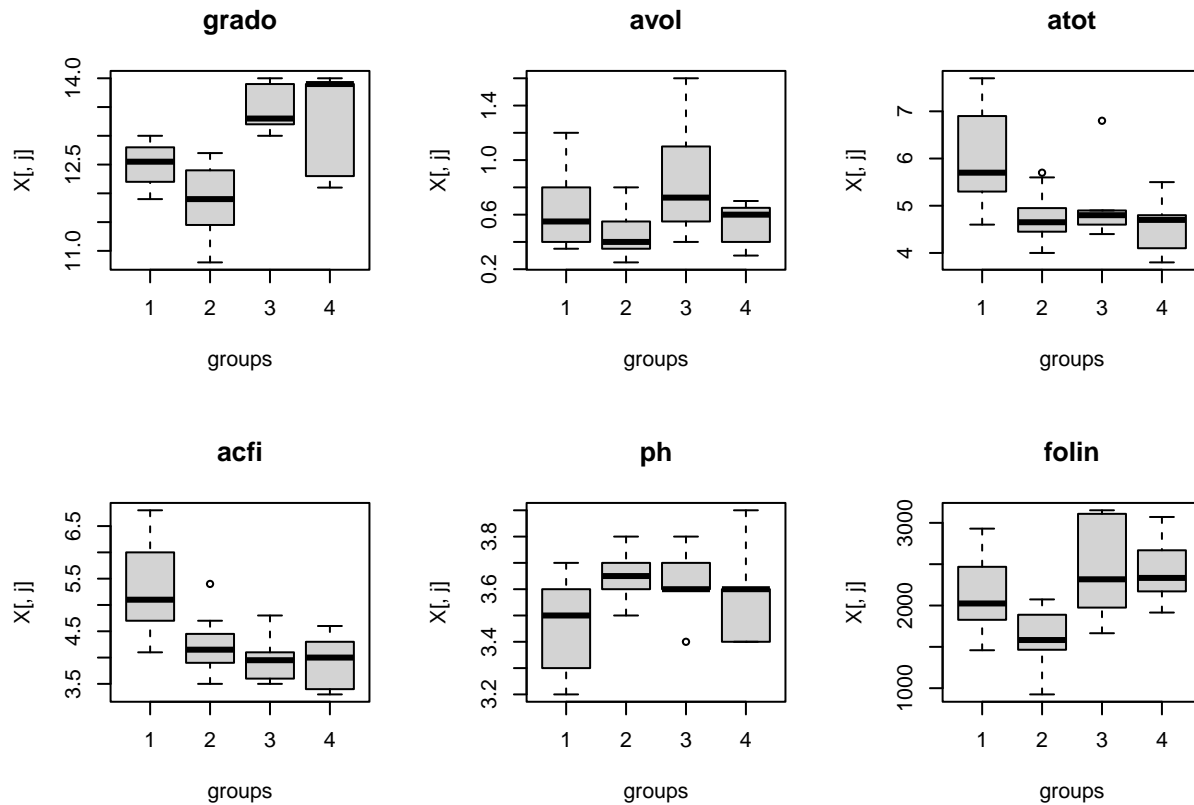 grado
X[, j]
14.0
12.5
11.0
1 2 3 4
groups
avol
X[, j]
1.4
1.0
0.6
0.2
1 2 3 4
groups
atot
X[, j]
7
6
5
4
1 2 3 4
groups
acfi
X[, j]
6.5
5.5
4.5
3.5
1 2 3 4
groups
ph
X[, j]
3.8
3.6
3.4
3.2
1 2 3 4
groups
folin
X[, j]
3000
2000
1000
1 2 3 4
groups